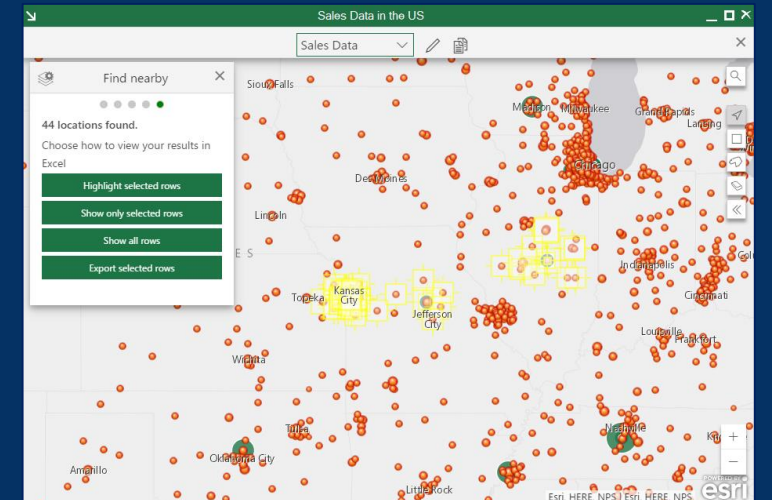 Sales Data in the US
Sales Data
Find nearby
44 locations found.
Choose how to view your results in
Excel
Highlight selected rows
Show only selected rows
Show all rows
Export selected rows
Sioux Falls
Madison
Milwaukee
Grand Rapids
Lansing
Chicago
Des Moines
Lincoln
E S
Indianapolis
Topeka
Kansas
City
Jefferson
City
Cincinnati
Louisville
Frankfort
Wichita
Nashville
Tulsa
Oklahoma City
Amarillo
Little Rock
Esri, HERE, NPS | Esri, HERE, NPS
POWERED BY
esri